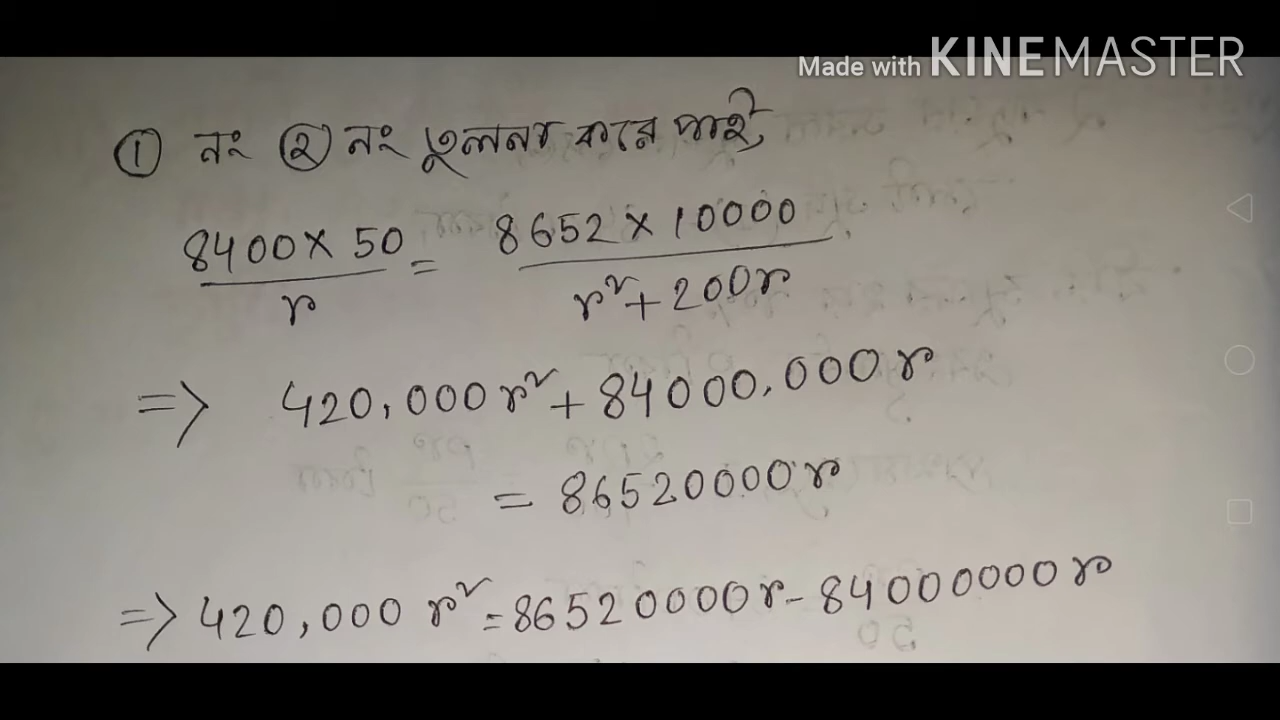 Made with KINEMASTER
① নং ② নং তুলনা করে পাই,
8400 × 50 / r = 8652 × 10000 / r² + 200r
=> 420,000 r² + 84000,000 r
= 86520000 r
=> 420,000 r² = 86520000 r - 84000000 r